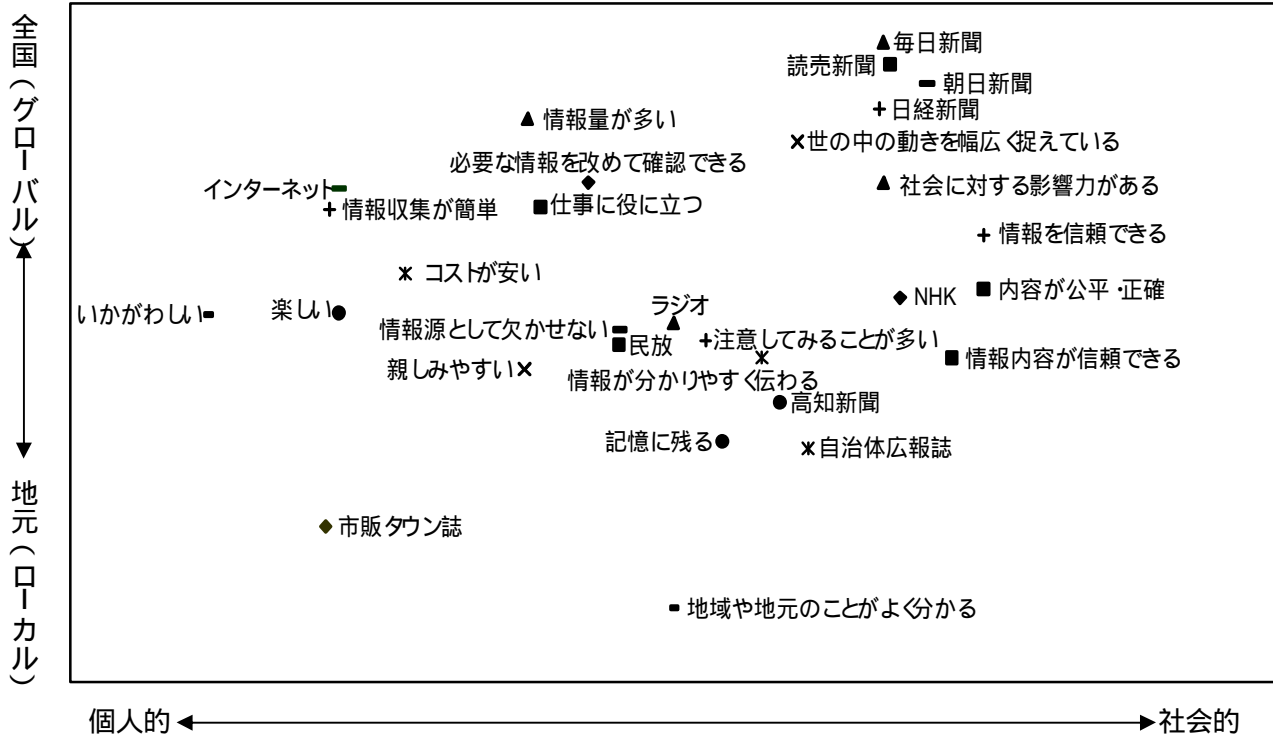 全国(グローバル)
地元(ローカル)
毎日新聞
読売新聞
朝日新聞
日経新聞
情報量が多い
世の中の動きを幅広く捉えている
必要な情報を改めて確認できる
インターネット
社会に対する影響力がある
情報収集が簡単
仕事に役に立つ
情報を信頼できる
コストが安い
内容が公平・正確
NHK
いかがわしい
楽しい
ラジオ
情報源として欠かせない
注意してみることが多い
民放
情報内容が信頼できる
親しみやすい
情報が分かりやすく伝わる
高知新聞
記憶に残る
自治体広報誌
市販タウン誌
地域や地元のことがよく分かる
個人的
社会的